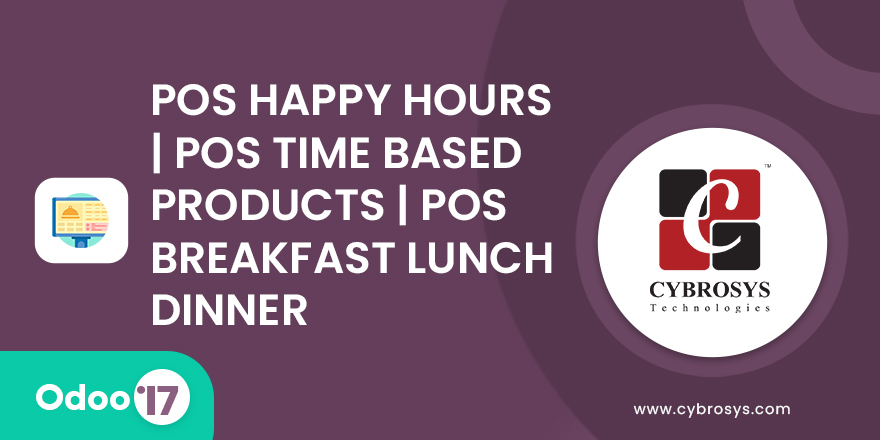 POS HAPPY HOURS
| POS TIME BASED
PRODUCTS | POS
BREAKFAST LUNCH
DINNER
TM
C
CYBROSYS
Technologies
Odoo '17
www.cybrosys.com